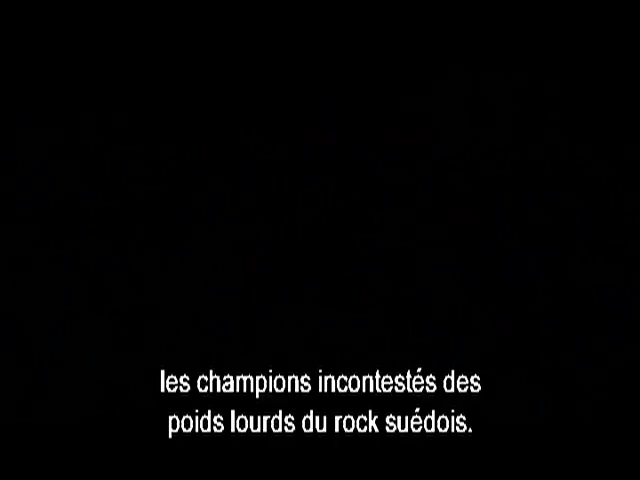 les champions incontestés des
poids lourds du rock suédois.